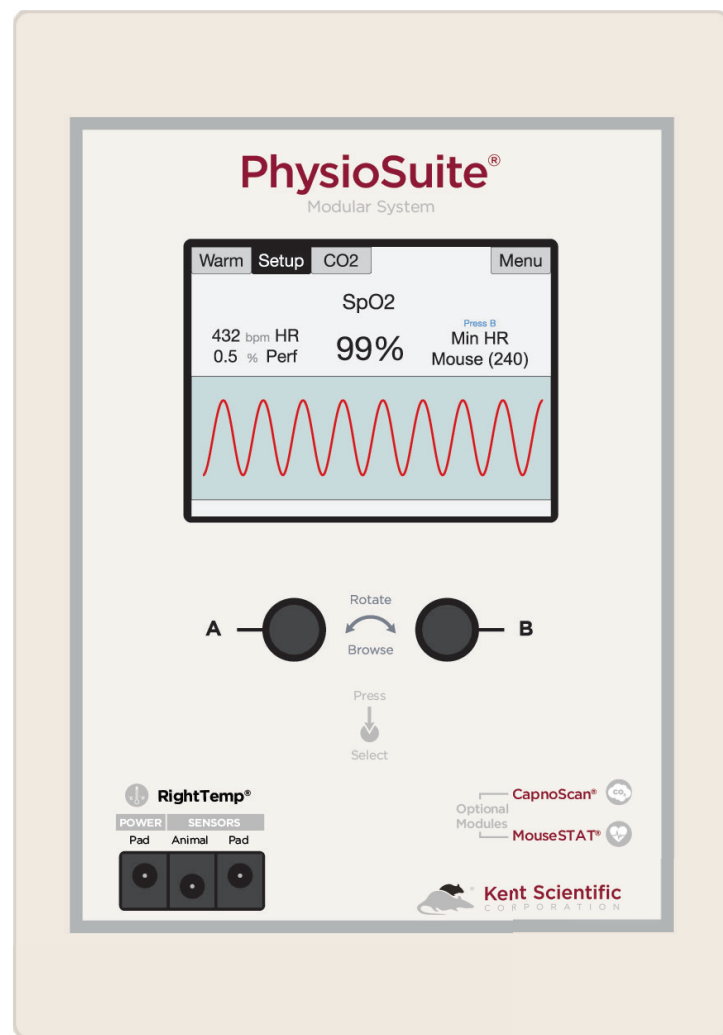 PhysioSuite®
Modular System
Warm Setup CO2 Menu
SpO2
Press B
432 bpm HR 99% Min HR
0.5 % Perf Mouse (240)
Rotate
A B
Browse
Press
Select
RightTemp®
POWER SENSORS
Pad Animal Pad
CapnoScan® CO₂
Optional
Modules
MouseSTAT®
Kent Scientific
CORPORATION